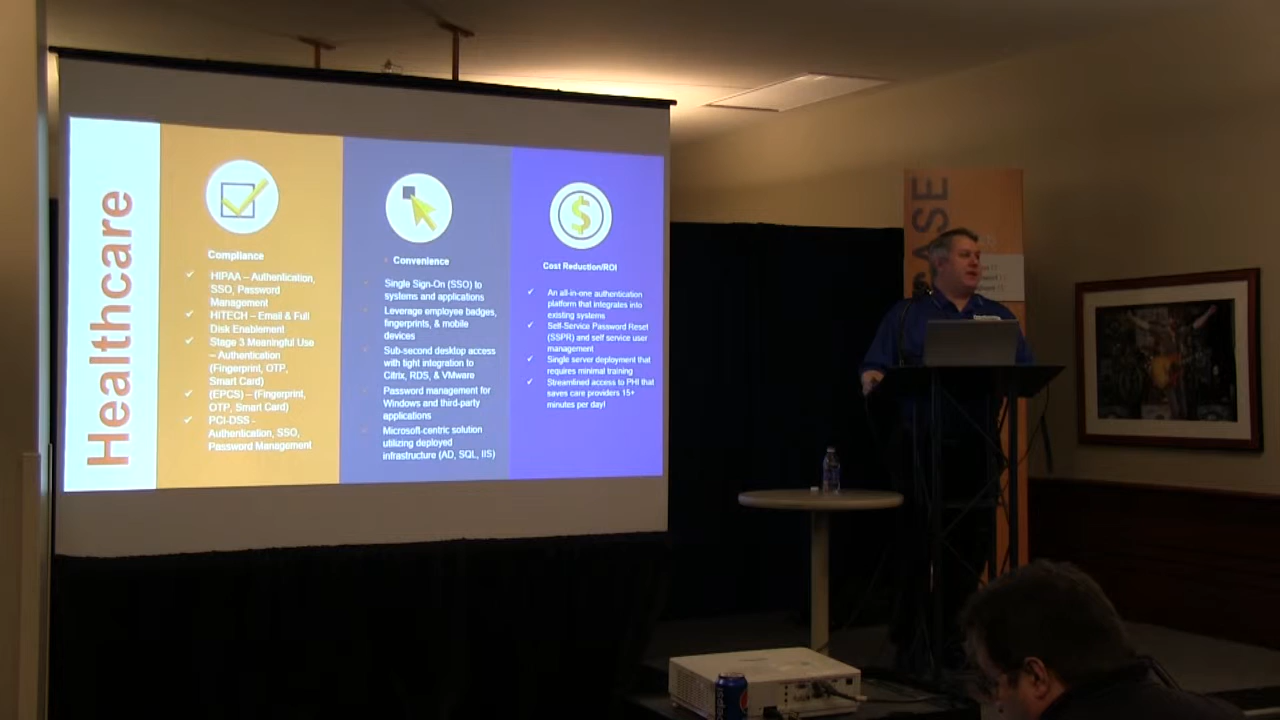 Healthcare
Compliance
HIPAA – Authentication,
SSO, Password
Management
HITECH – Email & Full
Disk Enablement
Stage 3 Meaningful Use
– Authentication
(Fingerprint, OTP,
Smart Card)
(EPCS) – (Fingerprint,
OTP, Smart Card)
PCI-DSS -
Authentication, SSO,
Password Management
Convenience
Single Sign-On (SSO) to
systems and applications
Leverage employee badges,
fingerprints, & mobile
devices
Sub-second desktop access
with tight integration to
Citrix, RDS, & VMware
Password management for
Windows and third-party
applications
Microsoft-centric solution
utilizing deployed
infrastructure (AD, SQL, IIS)
Cost Reduction/ROI
An all-in-one authentication
platform that integrates into
existing systems
Self-Service Password Reset
(SSPR) and self service user
management
Single server deployment that
requires minimal training
Streamlined access to PHI that
saves care providers 15+
minutes per day!
pepsi